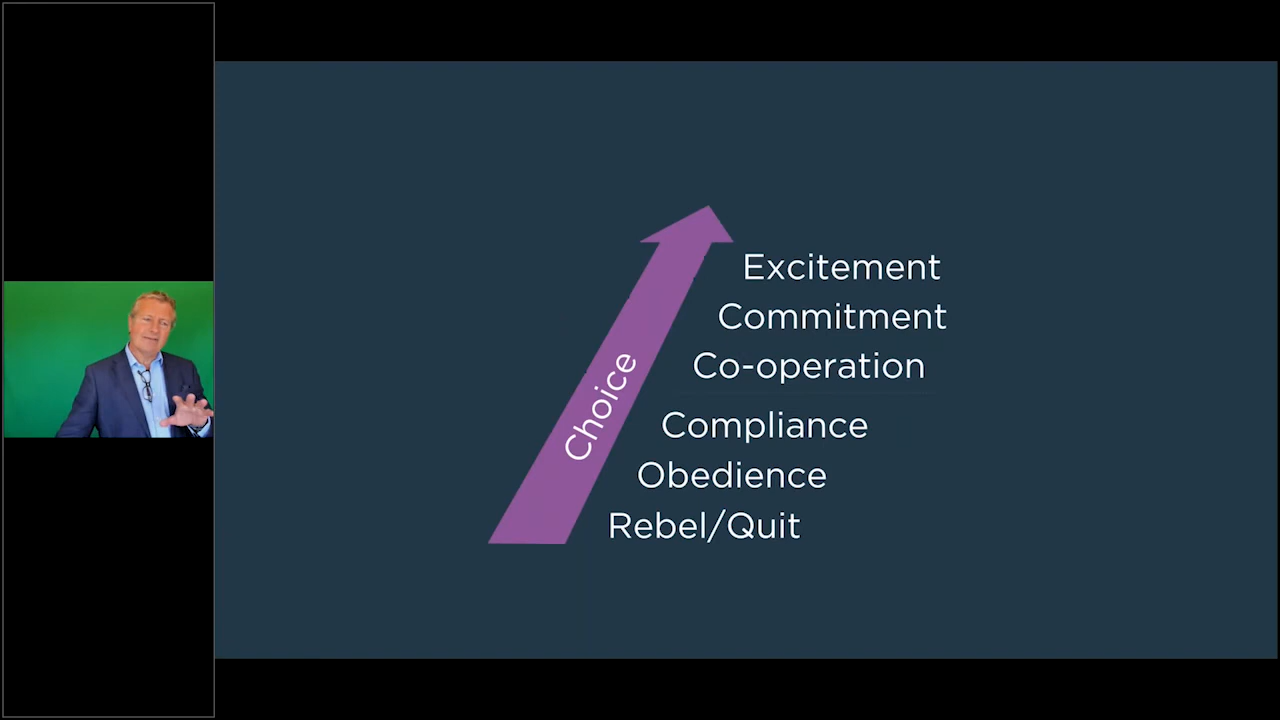 Excitement
Commitment
Co-operation
Choice
Compliance
Obedience
Rebel/Quit